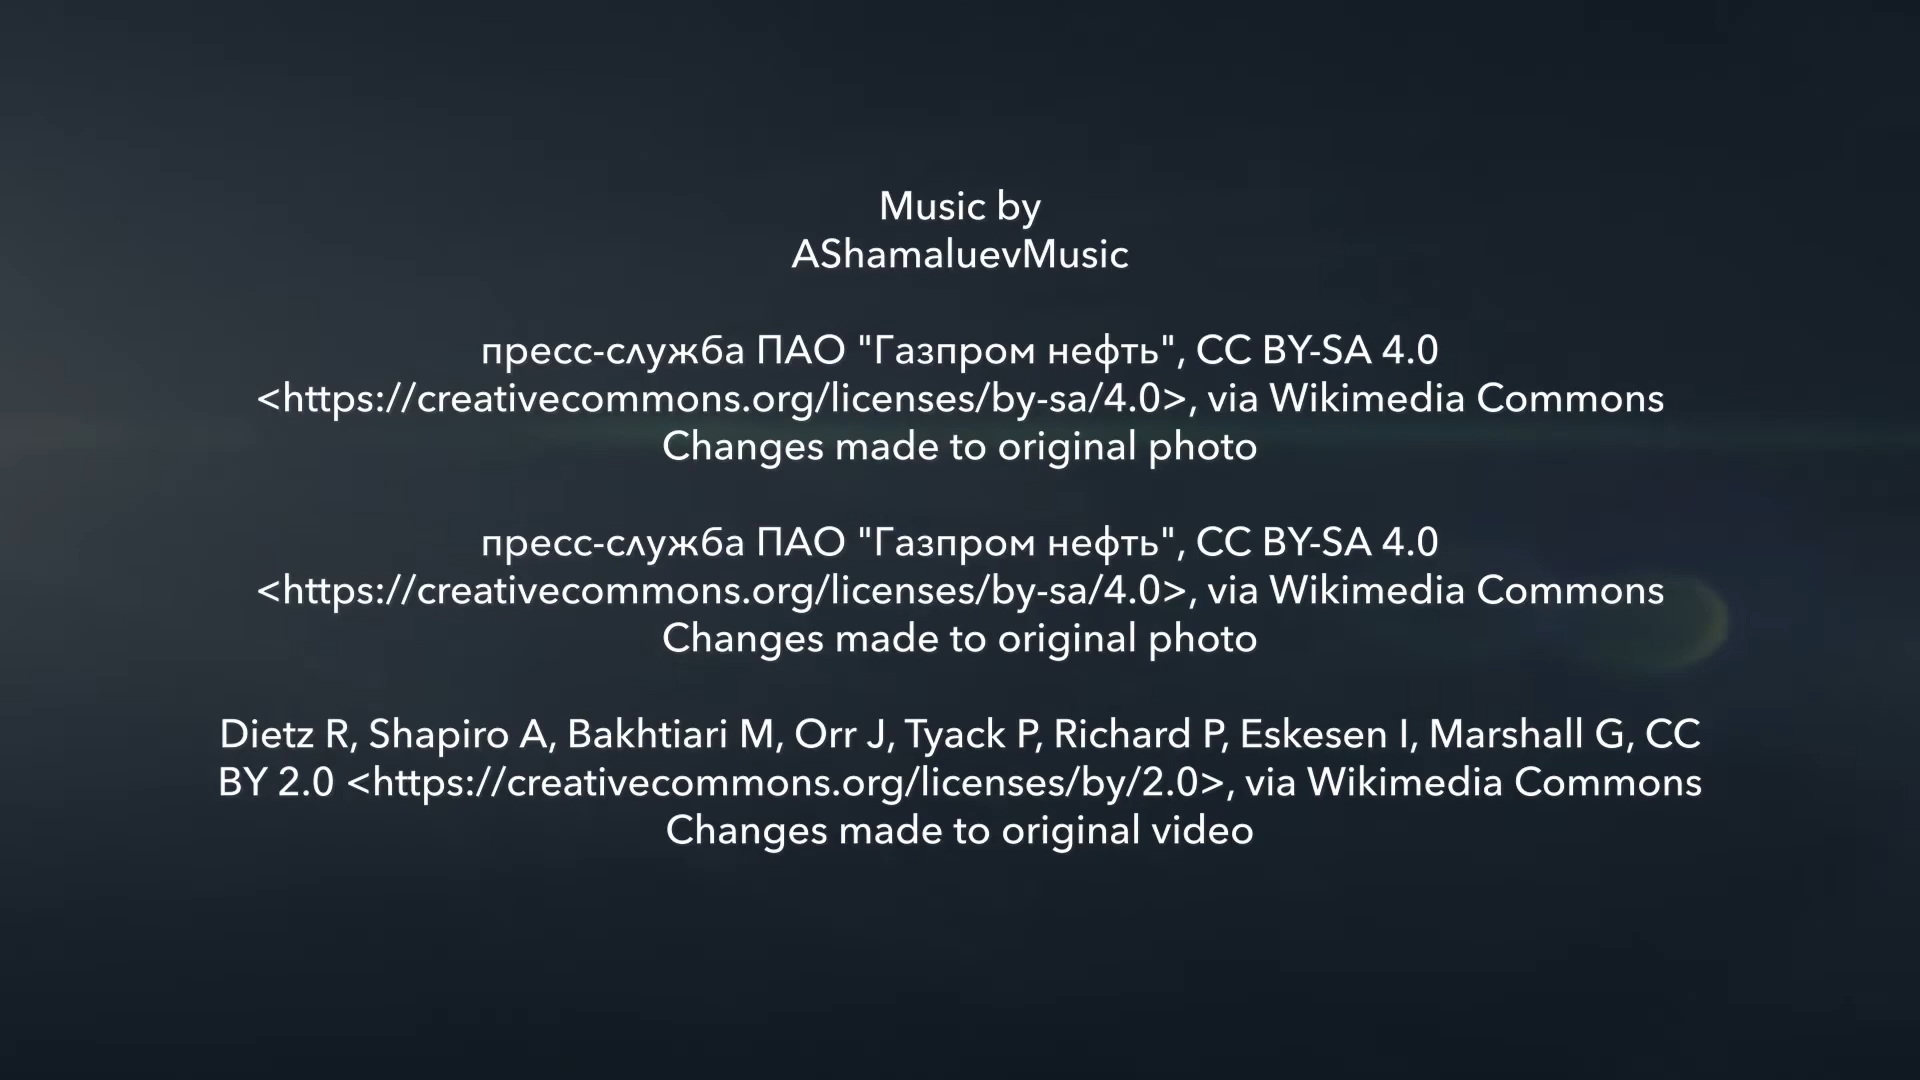 Music by
AShamaluevMusic
пресс-служба ПАО "Газпром нефть", CC BY-SA 4.0
<https://creativecommons.org/licenses/by-sa/4.0>, via Wikimedia Commons
Changes made to original photo
пресс-служба ПАО "Газпром нефть", CC BY-SA 4.0
<https://creativecommons.org/licenses/by-sa/4.0>, via Wikimedia Commons
Changes made to original photo
Dietz R, Shapiro A, Bakhtiari M, Orr J, Tyack P, Richard P, Eskesen I, Marshall G, CC
BY 2.0 <https://creativecommons.org/licenses/by/2.0>, via Wikimedia Commons
Changes made to original video